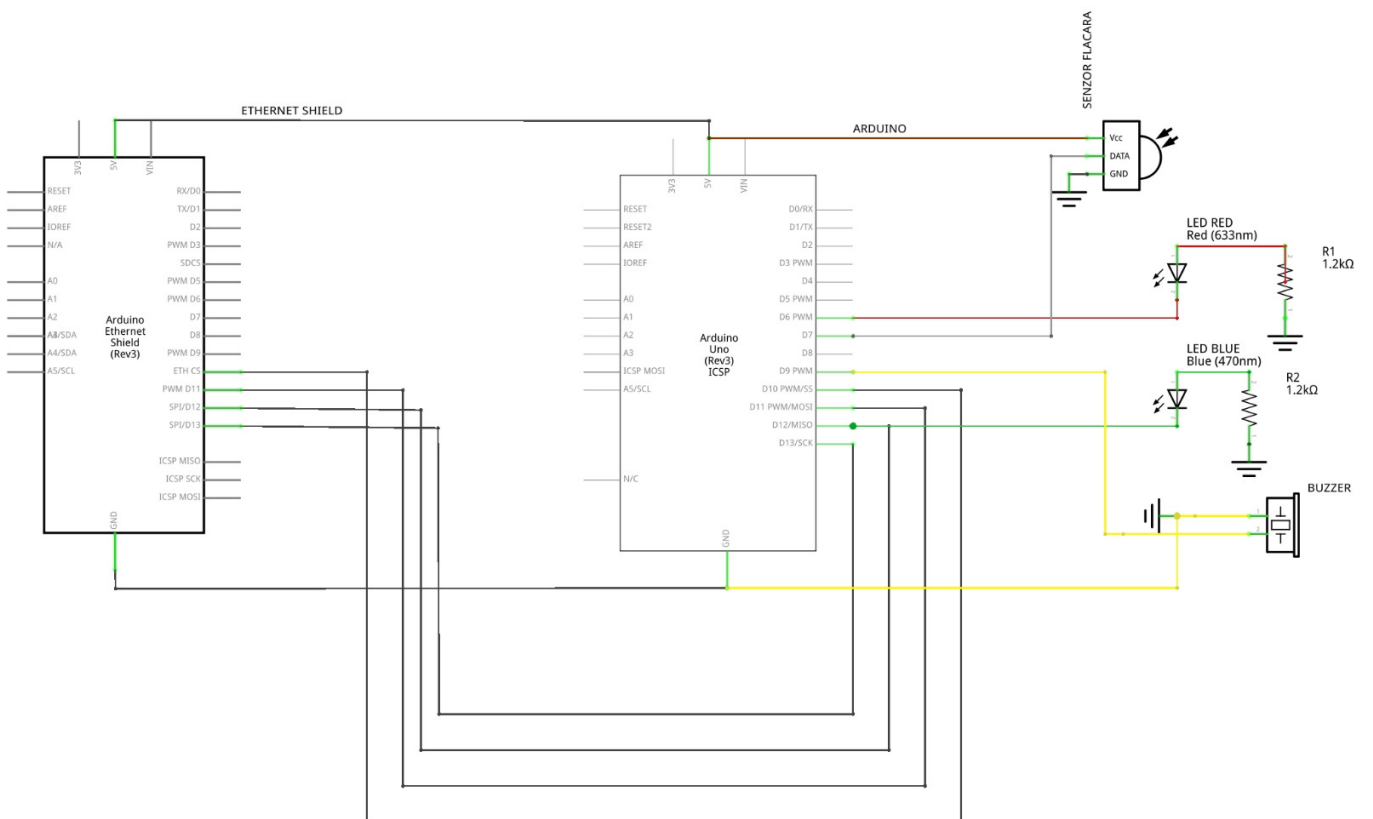 ETHERNET SHIELD
3V3
5V
VIN
RESET
AREF
IOREF
N/A
A0
A1
A2
A4/SDA
A5/SCL
Arduino
Ethernet
Shield
(Rev3)
RX/D0
TX/D1
D2
PWM D3
SDCS
PWM D5
PWM D6
D7
D8
PWM D9
ETH CS
PWM D11
SPI/D12
SPI/D13
ICSP MISO
ICSP SCK
ICSP MOSI
GND
ARDUINO
3V3
5V
VIN
RESET
RESET2
AREF
IOREF
A0
A1
A2
A3
ICSP MOSI
A5/SCL
N/C
Arduino
Uno
(Rev3)
ICSP
D0/RX
D1/TX
D2
D3 PWM
D4
D5 PWM
D6 PWM
D7
D8
D9 PWM
D10 PWM/SS
D11 PWM/MOSI
D12/MISO
D13/SCK
GND
SENZOR FLACARA
Vcc
DATA
GND
LED RED
Red (633nm)
R1
1.2kΩ
LED BLUE
Blue (470nm)
R2
1.2kΩ
BUZZER